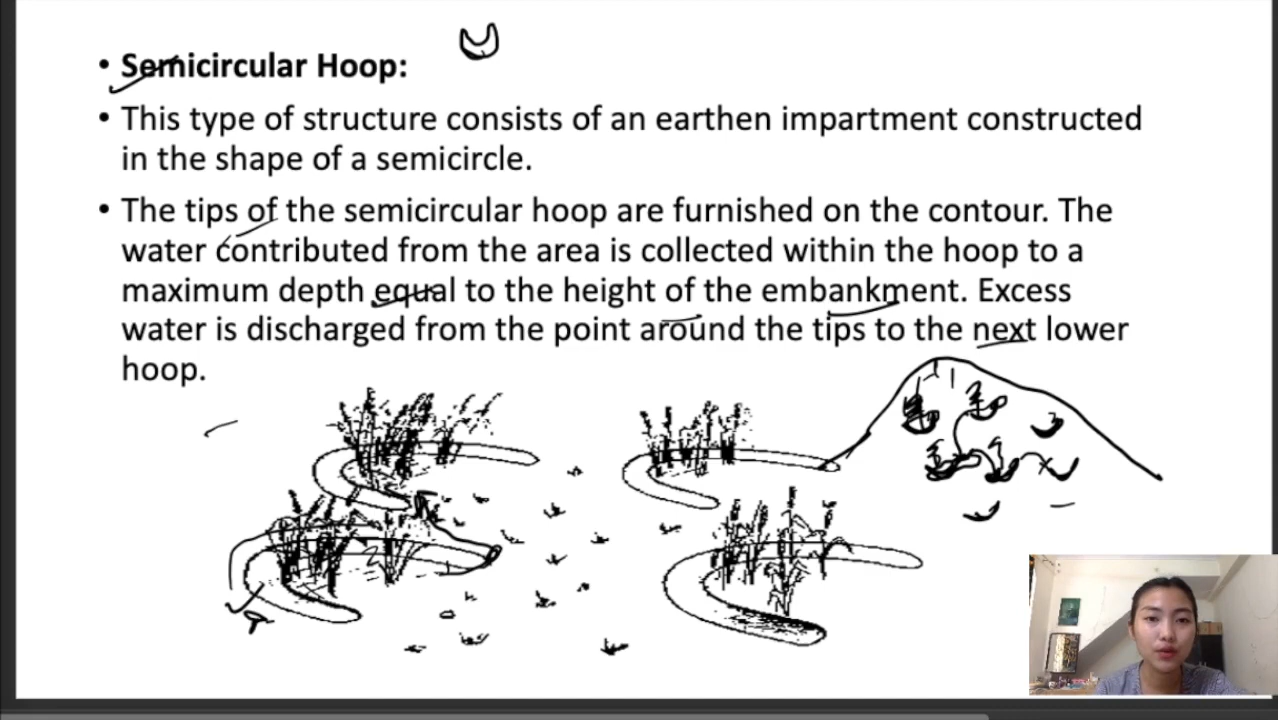 • Semicircular Hoop:
• This type of structure consists of an earthen impartment constructed
in the shape of a semicircle.
• The tips of the semicircular hoop are furnished on the contour. The
water contributed from the area is collected within the hoop to a
maximum depth equal to the height of the embankment. Excess
water is discharged from the point around the tips to the next lower
hoop.